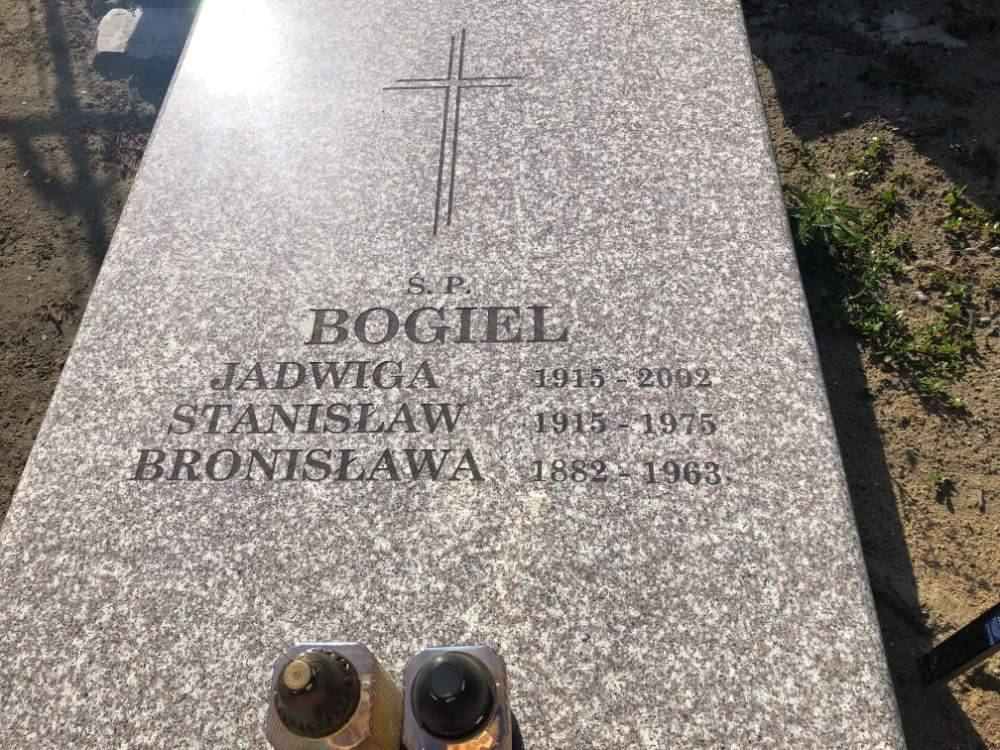 Ś. P.
BOGIEL
JADWIGA 1915 - 2002
STANISŁAW 1915 - 1975
BRONISŁAWA 1882 - 1963